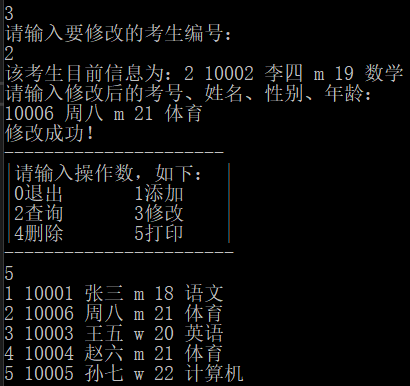 3
请输入要修改的考生编号：
2
该考生目前信息为：2 10002 李四 m 19 数学
请输入修改后的考号、姓名、性别、年龄：
10006 周八 m 21 体育
修改成功！
-----------------------
|请输入操作数，如下： |
|0退出 1添加
|2查询 3修改
|4删除 5打印 |
------------------------
5
1 10001 张三 m 18 语文
2 10006 周八 m 21 体育
3 10003 王五 w 20 英语
4 10004 赵六 m 21 体育
5 10005 孙七 w 22 计算机